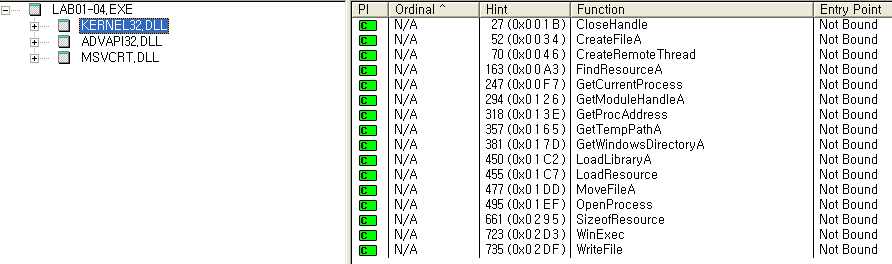 LAB01-04.EXE
KERNEL32.DLL
ADVAPI32.DLL
MSVCRT.DLL
PI Ordinal ^ Hint Function Entry Point
C N/A 27 (0x001B) CloseHandle Not Bound
C N/A 52 (0x0034) CreateFileA Not Bound
C N/A 70 (0x0046) CreateRemoteThread Not Bound
C N/A 163 (0x00A3) FindResourceA Not Bound
C N/A 247 (0x00F7) GetCurrentProcess Not Bound
C N/A 294 (0x0126) GetModuleHandleA Not Bound
C N/A 318 (0x013E) GetProcAddress Not Bound
C N/A 357 (0x0165) GetTempPathA Not Bound
C N/A 381 (0x017D) GetWindowsDirectoryA Not Bound
C N/A 450 (0x01C2) LoadLibraryA Not Bound
C N/A 455 (0x01C7) LoadResource Not Bound
C N/A 477 (0x01DD) MoveFileA Not Bound
C N/A 495 (0x01EF) OpenProcess Not Bound
C N/A 661 (0x0295) SizeofResource Not Bound
C N/A 723 (0x02D3) WinExec Not Bound
C N/A 735 (0x02DF) WriteFile Not Bound